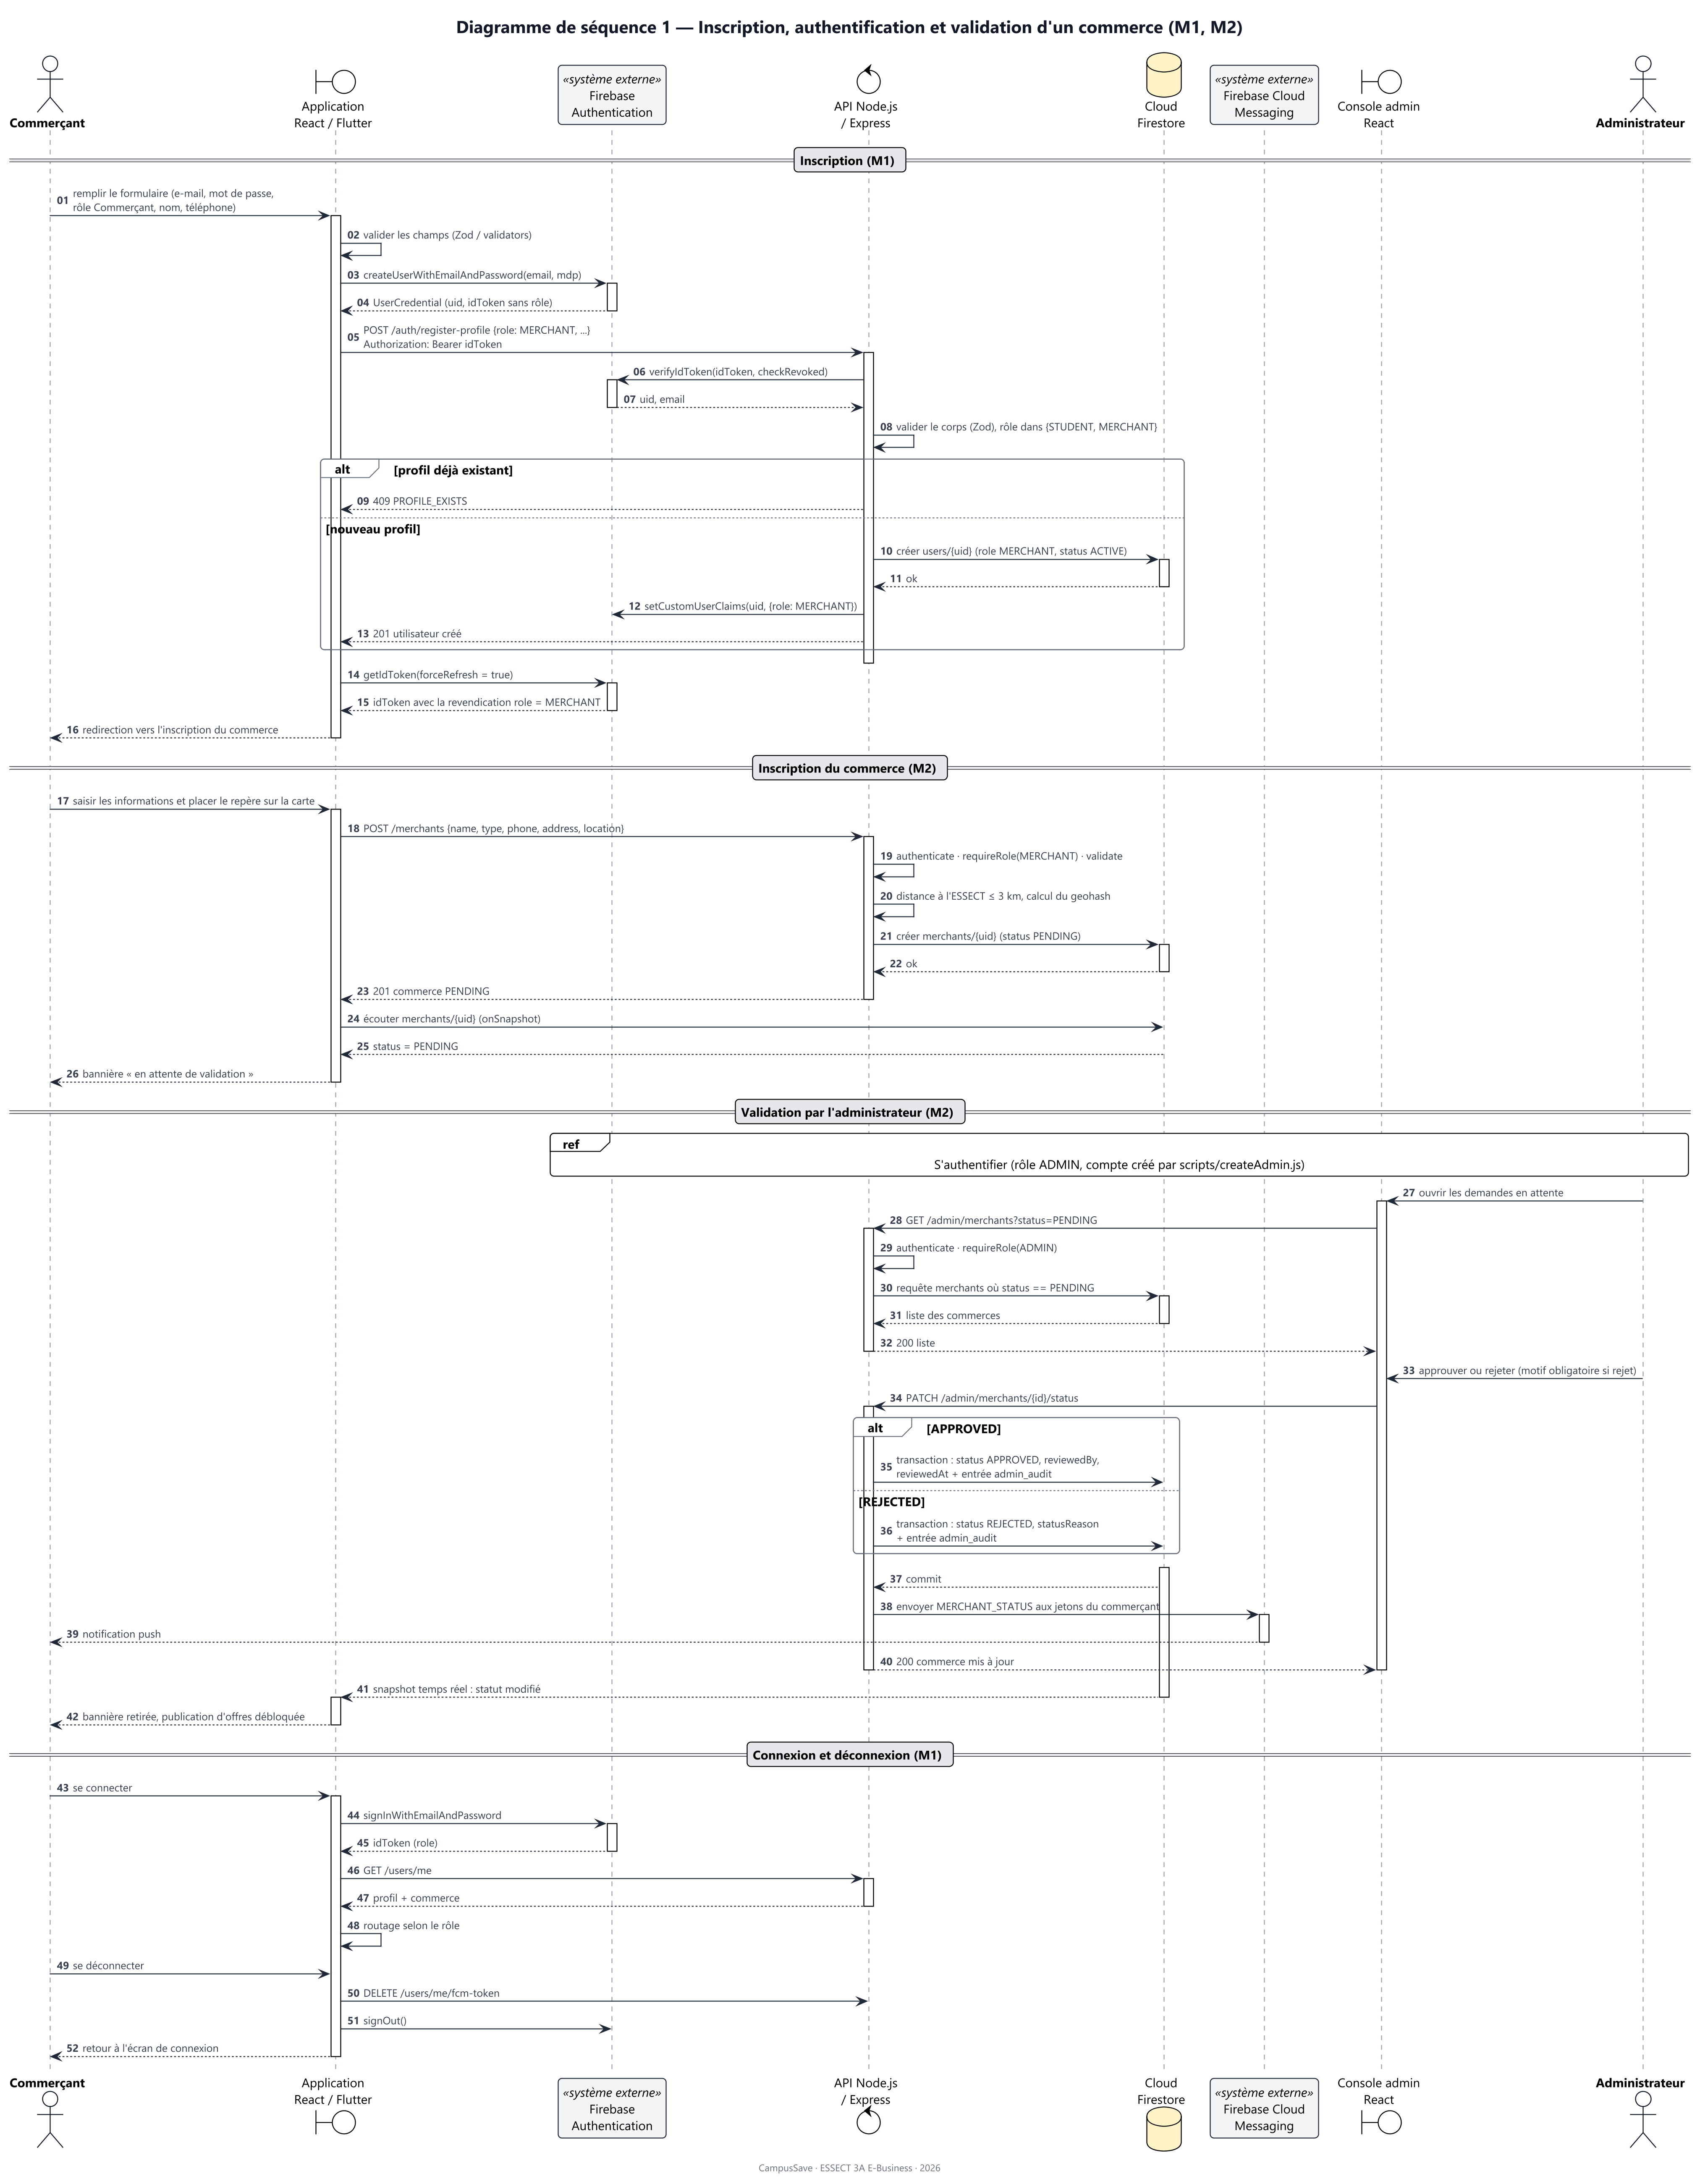 Diagramme de séquence 1 — Inscription, authentification et validation d'un commerce (M1, M2)
Commerçant
Application
React / Flutter
«système externe»
Firebase
Authentication
API Node.js
/ Express
Cloud
Firestore
«système externe»
Firebase Cloud
Messaging
Console admin
React
Administrateur
Inscription (M1)
01 remplir le formulaire (e-mail, mot de passe,
rôle Commerçant, nom, téléphone)
02 valider les champs (Zod / validators)
03 createUserWithEmailAndPassword(email, mdp)
04 UserCredential (uid, idToken sans rôle)
05 POST /auth/register-profile {role: MERCHANT, ...}
Authorization: Bearer idToken
06 verifyIdToken(idToken, checkRevoked)
07 uid, email
08 valider le corps (Zod), rôle dans {STUDENT, MERCHANT}
alt [profil déjà existant]
09 409 PROFILE_EXISTS
[nouveau profil]
10 créer users/{uid} (role MERCHANT, status ACTIVE)
11 ok
12 setCustomUserClaims(uid, {role: MERCHANT})
13 201 utilisateur créé
14 getIdToken(forceRefresh = true)
15 idToken avec la revendication role = MERCHANT
16 redirection vers l'inscription du commerce
Inscription du commerce (M2)
17 saisir les informations et placer le repère sur la carte
18 POST /merchants {name, type, phone, address, location}
19 authenticate · requireRole(MERCHANT) · validate
20 distance à l'ESSECT ≤ 3 km, calcul du geohash
21 créer merchants/{uid} (status PENDING)
22 ok
23 201 commerce PENDING
24 écouter merchants/{uid} (onSnapshot)
25 status = PENDING
26 bannière « en attente de validation »
Validation par l'administrateur (M2)
ref
S'authentifier (rôle ADMIN, compte créé par scripts/createAdmin.js)
27 ouvrir les demandes en attente
28 GET /admin/merchants?status=PENDING
29 authenticate · requireRole(ADMIN)
30 requête merchants où status == PENDING
31 liste des commerces
32 200 liste
33 approuver ou rejeter (motif obligatoire si rejet)
34 PATCH /admin/merchants/{id}/status
alt [APPROVED]
35 transaction : status APPROVED, reviewedBy,
reviewedAt + entrée admin_audit
[REJECTED]
36 transaction : status REJECTED, statusReason
+ entrée admin_audit
37 commit
38 envoyer MERCHANT_STATUS aux jetons du commerçant
39 notification push
40 200 commerce mis à jour
41 snapshot temps réel : statut modifié
42 bannière retirée, publication d'offres débloquée
Connexion et déconnexion (M1)
43 se connecter
44 signInWithEmailAndPassword
45 idToken (role)
46 GET /users/me
47 profil + commerce
48 routage selon le rôle
49 se déconnecter
50 DELETE /users/me/fcm-token
51 signOut()
52 retour à l'écran de connexion
Commerçant
Application
React / Flutter
«système externe»
Firebase
Authentication
API Node.js
/ Express
Cloud
Firestore
«système externe»
Firebase Cloud
Messaging
Console admin
React
Administrateur
CampusSave · ESSECT 3A E-Business · 2026